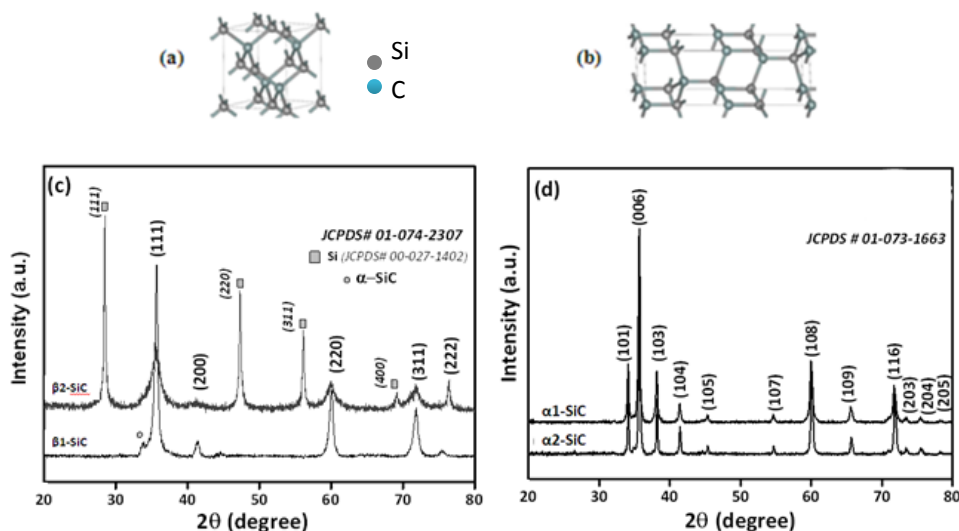 (a)
Si
C
(b)
(c)
(111)
(111)
JCPDS# 01-074-2307
Si (JCPDS# 00-027-1402)
α–SiC
(220)
(311)
(200)
(220)
(400)
(311)
(222)
β2-SiC
β1-SiC
Intensity (a.u.)
20 30 40 50 60 70 80
2θ (degree)
(d)
(006)
JCPDS # 01-073-1663
(101)
(103)
(104)
(105)
(107)
(108)
(109)
(116)
(203)
(204)
(205)
α1-SiC
α2-SiC
Intensity (a.u.)
20 30 40 50 60 70 80
2θ (degree)